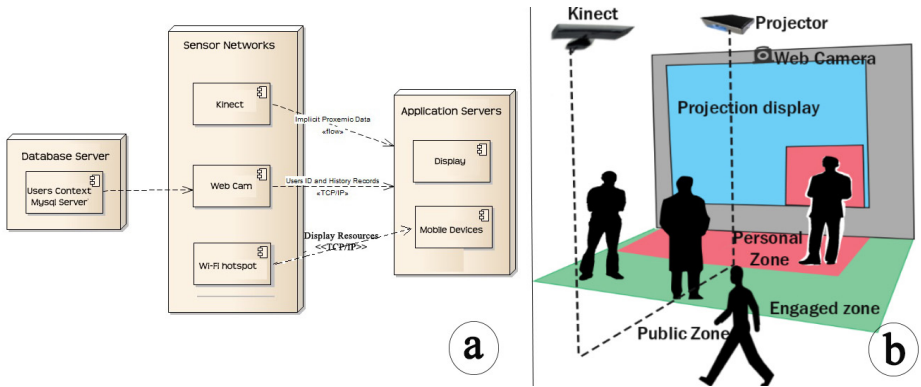 Sensor Networks
Kinect
Web Cam
Wi-Fi hotspot
Database Server
Users Context
Mysql Server
Implicit Proxemic Data
«flow»
Users ID and History Records
«TCP/IP»
Display Resources
<<TCP/IP>>
Application Servers
Display
Mobile Devices
a
Kinect
Projector
Web Camera
Projection display
Personal
Zone
Engaged zone
Public Zone
b